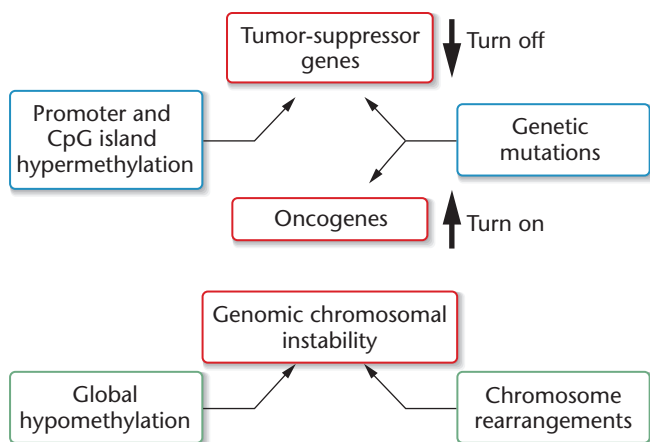 Tumor-suppressor
genes
Turn off
Promoter and
CpG island
hypermethylation
Genetic
mutations
Oncogenes
Turn on
Genomic chromosomal
instability
Global
hypomethylation
Chromosome
rearrangements